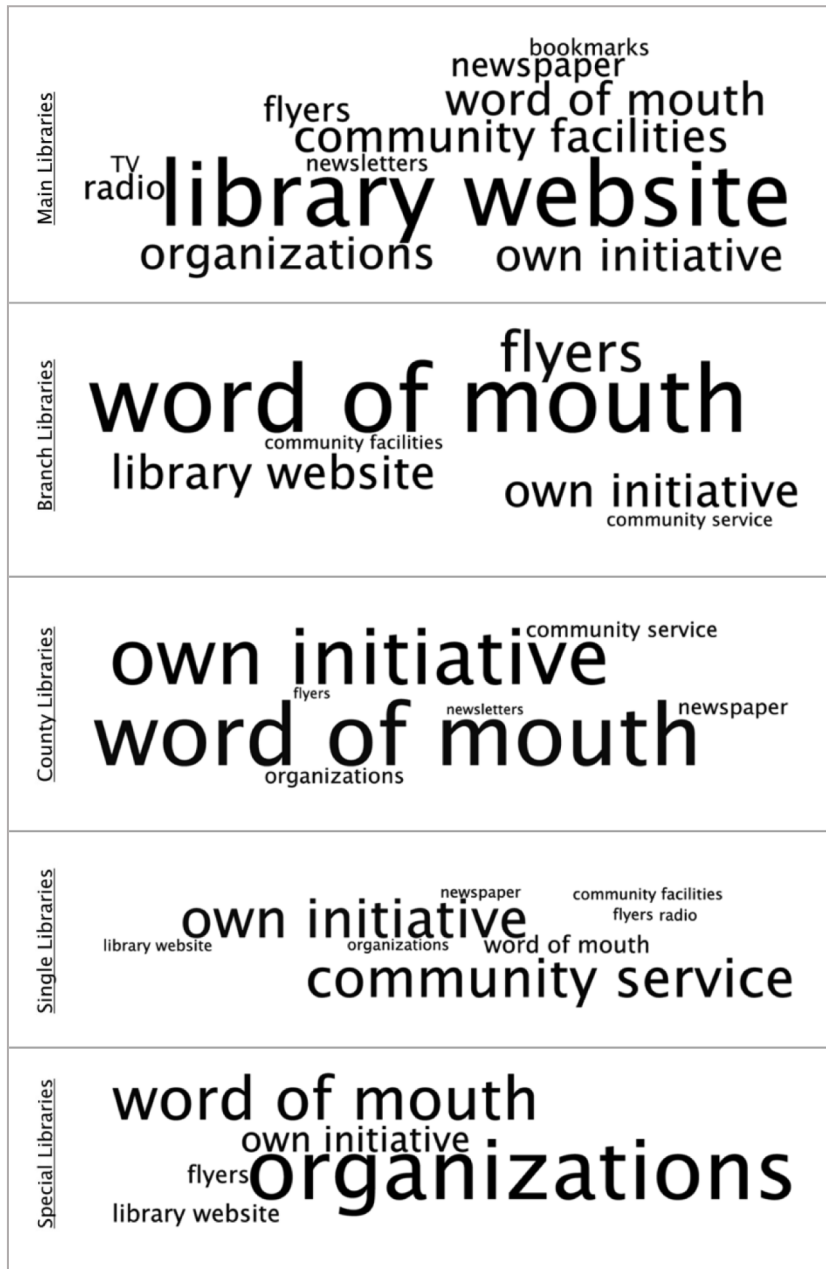 Main Libraries
bookmarks
newspaper
word of mouth
flyers
community facilities
TV
newsletters
radio
library website
organizations
own initiative
Branch Libraries
flyers
word of mouth
community facilities
library website
own initiative
community service
County Libraries
community service
own initiative
flyers
newsletters
newspaper
word of mouth
organizations
Single Libraries
newspaper
community facilities
own initiative
flyers
radio
library website
organizations
word of mouth
community service
Special Libraries
word of mouth
own initiative
flyers
organizations
library website